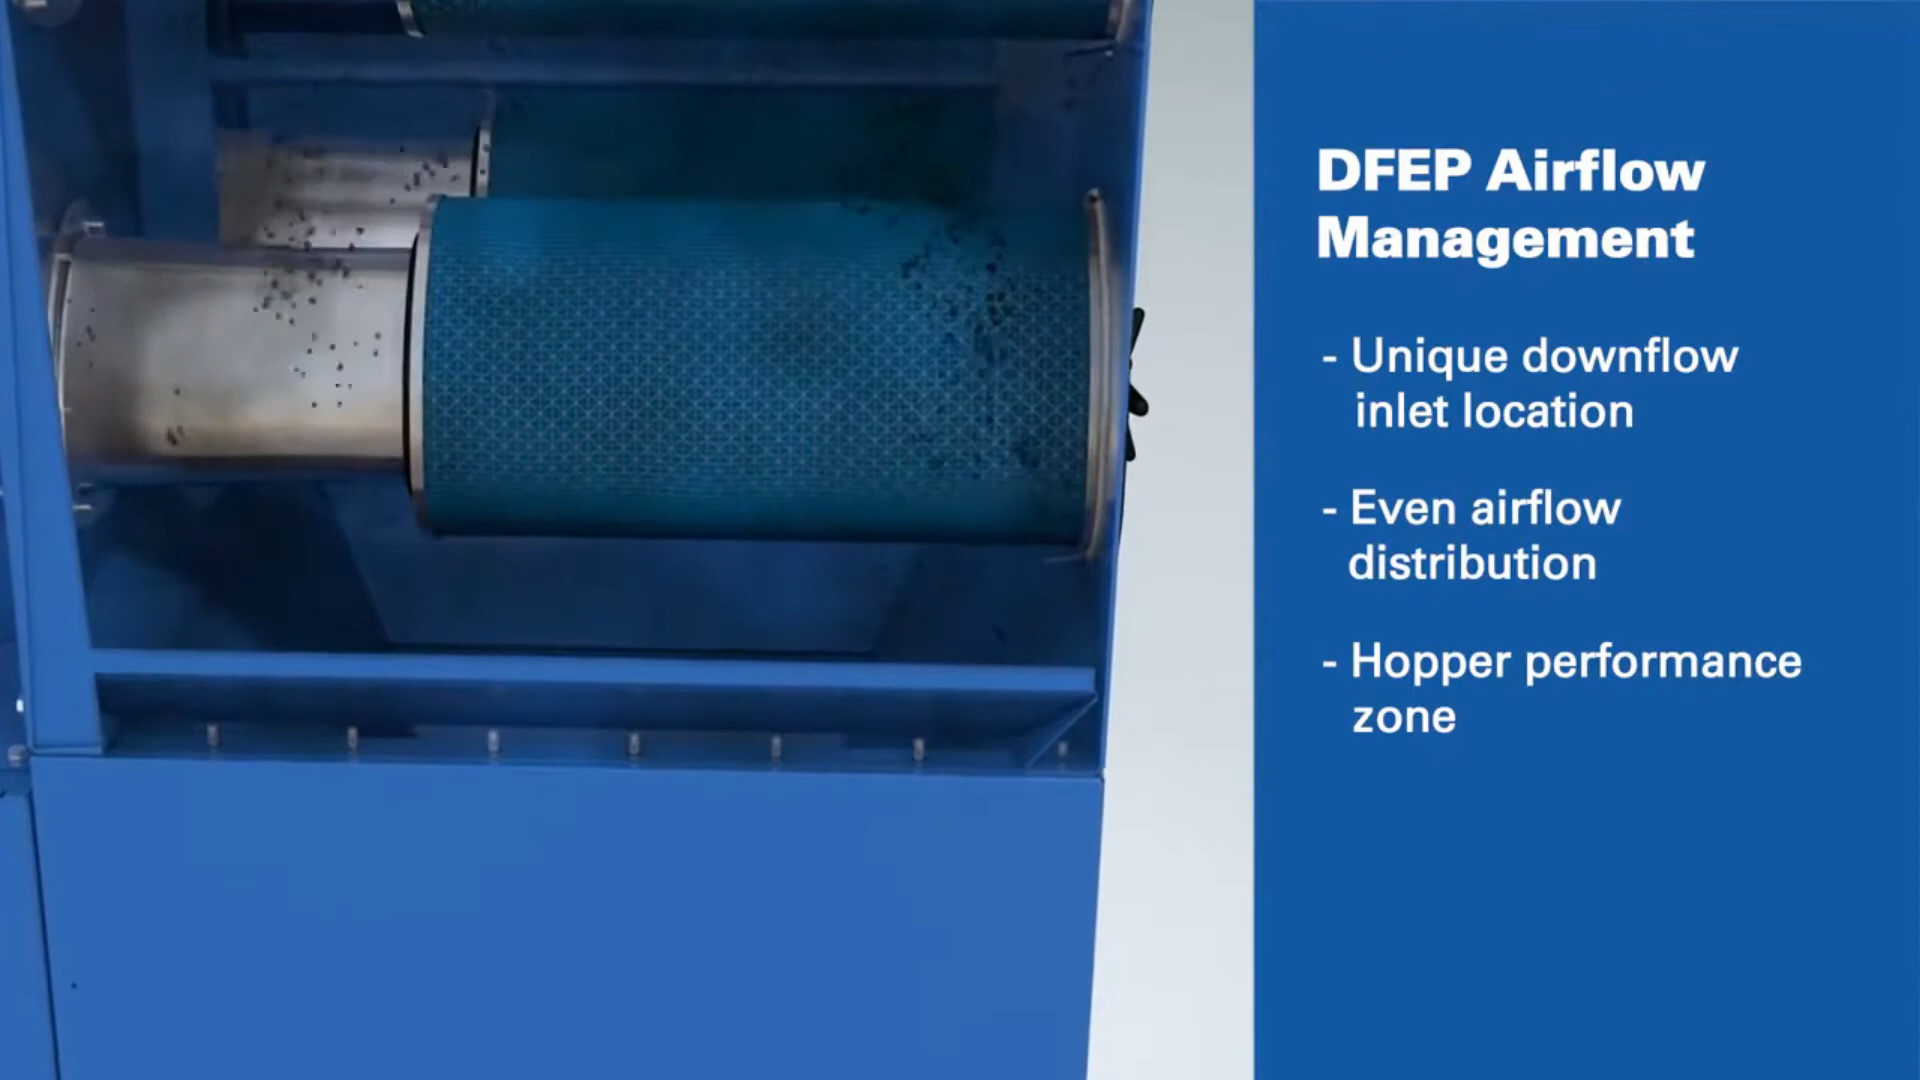 DFEP Airflow
Management
- Unique downflow
inlet location
- Even airflow
distribution
- Hopper performance
zone